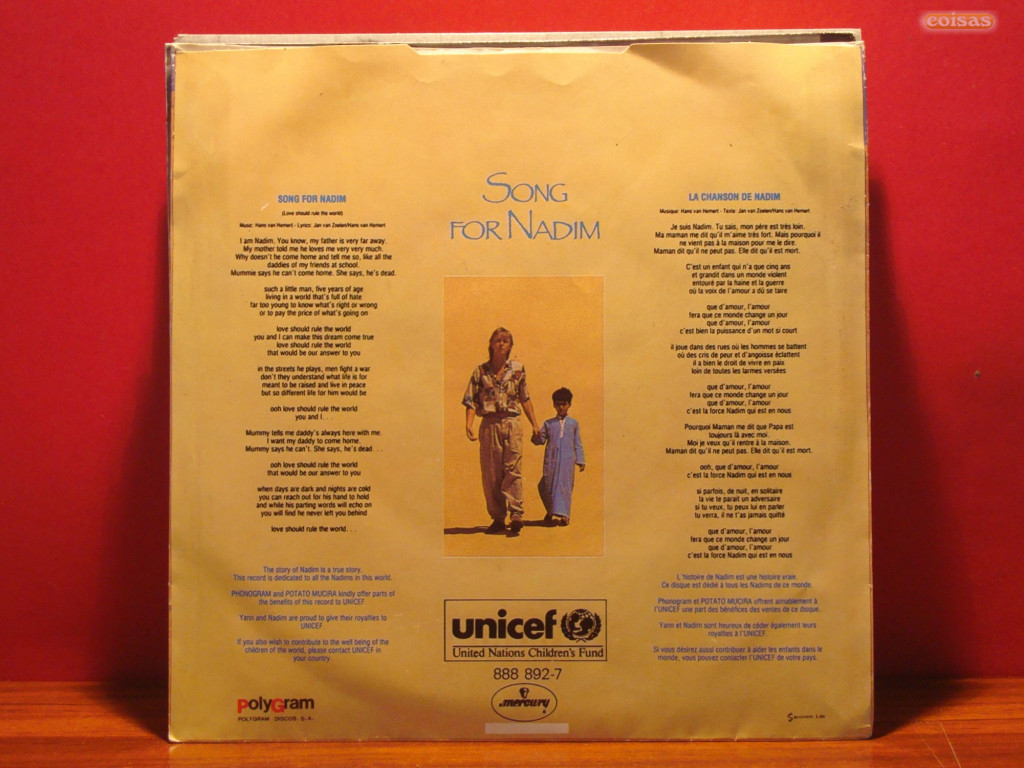 coisas
SONG
FOR NADIM
SONG FOR NADIM
(Love should rule the world)
Music: Hans van Hemert - Lyrics: Jan van Zoelen/Hans van Hemert
I am Nadim. You know, my father is very far away.
My mother told me he loves me very very much.
Why doesn't he come home and tell me so, like all the
daddies of my friends at school.
Mummie says he can't come home. She says, he's dead.
such a little man, live years of age
living in a world that's full of hate
far too young to know what's right or wrong
or to pay the price of what's going on
love should rule the world
you and I can make this dream come true
love should rule the world
that would be our answer to you
in the streets he plays, men fight a war
don't they understand what life is for
meant to be raised and live in peace
but so different life for him would be
ooh love should rule the world
you and I. . .
Mummy tells me daddy's always here with me.
I want my daddy to come home.
Mummy says he can't. She says, he's dead. . .
ooh love should rule the world
that would be our answer to you
when days are dark and nights are cold
you can reach out for his hand to hold
and while his parting words will echo on
you will find he never left you behind
love should rule the world. . .
The story of Nadim is a true story.
This record is dedicated to all the Nadims in this world.
PHONOGRAM and POTATO MUCIRA kindly offer parts of
the benefits of this record to UNICEF.
Yann and Nadim are proud to give their royalties to
UNICEF.
If you also wish to contribute to the well being of the
children of the world, please contact UNICEF in
your country.
PolyGram
POLYGRAM DISCOS S.A.
LA CHANSON DE NADIM
Musique: Hans van Hemert - Texte: Jan van Zoelen/Hans van Hemert
Je suis Nadim. Tu sais, mon père est très loin.
Ma maman me dit qu'il m'aime très fort. Mais pourquoi il
ne vient pas à la maison pour me le dire.
Maman dit qu'il ne peut pas. Elle dit qu'il est mort.
C'est un enfant qui n'a que cinq ans
et grandit dans un monde violent
entouré par la haine et la guerre
où la voix de l'amour a dû se taire
que d'amour, l'amour
fera que ce monde change un jour
que d'amour, l'amour
c'est bien la puissance d'un mot si court
il joue dans des rues où les hommes se battent
où des cris de peur et d'angoisse éclattent
il a bien le droit de vivre en paix
loin de toutes les larmes versées
que d'amour, l'amour
fera que ce monde change un jour
que d'amour, l'amour
c'est la force Nadim qui est en nous
Pourquoi Maman me dit que Papa est
toujours là avec moi.
Moi je veux qu'il rentre à la maison.
Maman dit qu'il ne peut pas. Elle dit qu'il est mort.
ooh, que d'amour, l'amour
c'est la force Nadim qui est en nous
si parfois, de nuit, en solitaire
la vie te parait un adversaire
si tu veux, tu peux lui en parler
tu verra, il ne t'as jamais quitté
que d'amour, l'amour
fera que ce monde change un jour
que d'amour, l'amour
c'est la force Nadim qui est en nous
L'histoire de Nadim est une histoire vraie.
Ce disque est dédié à tous les Nadims de ce monde.
Phonogram et POTATO MUCIRA offrent aimablement à
l'UNICEF une part des bénéfices des ventes de ce disque.
Yann et Nadim sont heureux de céder également leurs
royalties à l'UNICEF.
Si vous désirez aussi contribuer à aider les enfants dans le
monde, vous pouvez contacter l'UNICEF de votre pays.
unicef
United Nations Children's Fund
888 892-7
mercury